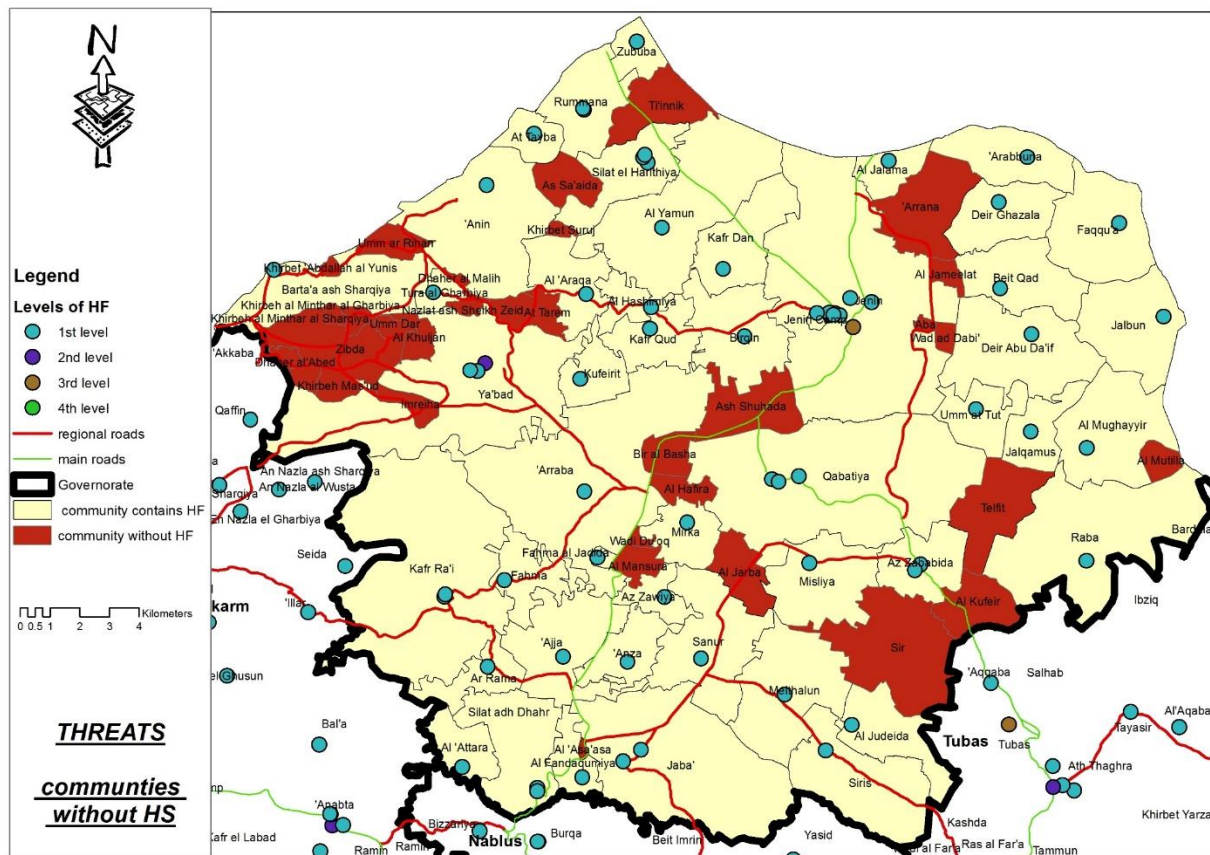 N
Legend
Levels of HF
1st level
2nd level
3rd level
4th level
regional roads
main roads
Governorate
community contains HF
community without HF
Kilometers
0 0.5 1 2 3 4
THREATS
communties
without HS
Zububa
Rummana
Ti'innik
At Tayba
Silat el Harithiya
Al Jalama
'Arabbuna
As Sa'aida
'Arrana
Deir Ghazala
'Anin
Al Yamun
Faqqu'a
Khirbet Suruj
Umm ar Rihan
Kafr Dan
Khirbet 'Abdallah al Yunis
Dhaher al Malih
Al Jameelat
Beit Qad
Barta'a ash Sharqiya
Tura al Gharbiya
Al 'Araqa
Khirbeh al Minthar al Gharbiya
Nazlat ash Sheikh Zeid
Al Tarem
Al Hashimiya
Jenin
Khirbeh al Minthar al Sharqiya
Umm Dar
Jenin Camp
'Aba
Jalbun
Al Khuljan
Kafr Qud
Birqin
Wad ad Dabi'
'Akkaba
Zibda
Deir Abu Da'if
Dhaher al'Abed
Khirbeh Mas'ud
Ya'bad
Kufeirit
Imreiha
Ash Shuhada
Qaffin
Umm at Tut
Al Mughayyir
Jalqamus
Bir al Basha
Al Mutilla
An Nazla ash Sharqiya
'Arraba
Qabatiya
An Nazla al Wusta
Al Hafira
Sharqiya
Telfit
Nazla el Gharbiya
Mirka
Bardala
Wadi Du'oq
Raba
Seida
Fahma al Jadida
Al Mansura
Al Jarba
Misliya
Az Zababida
Kafr Ra'i
Fahma
Az Zawiya
Al Kufeir
Ibziq
'Illar
karm
'Ajja
'Anza
Sanur
Sir
Ar Rama
'Aqqaba
Salhab
el Ghusun
Meithalun
Silat adh Dhahr
Al'Aqaba
Tayasir
Bal'a
Al Judeida
Tubas
Tubas
Al 'Attara
Al 'Asa'asa
Al Fandaqumiya
Jaba'
Ath Thaghra
Siris
'Anabta
Khirbet Yarza
Bizzariya
Kashda
Kafr el Labad
Nablus
Burqa
Beit Imrin
Yasid
Ras al Far'a
Ramin
Ramin
Tammun